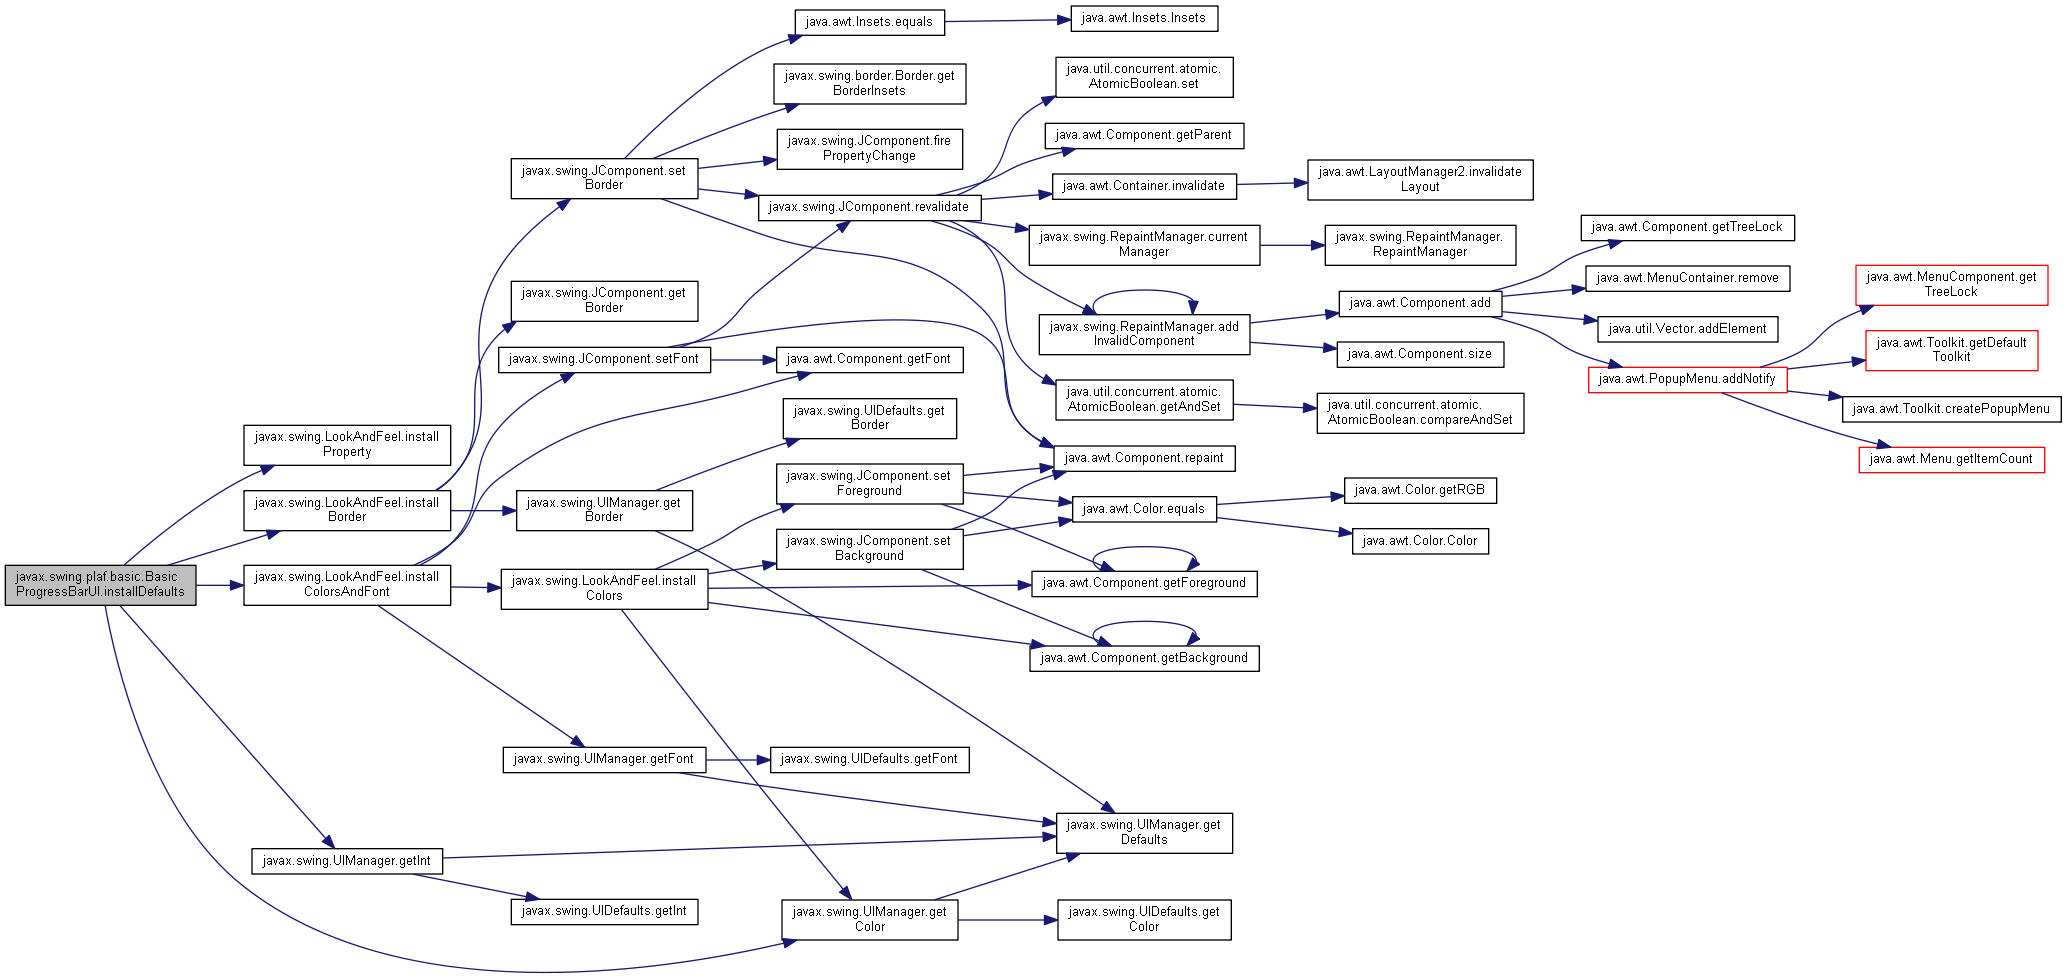 javax.swing.plaf.basic.Basic
ProgressBarUI.installDefaults
javax.swing.LookAndFeel.install
Property
javax.swing.LookAndFeel.install
Border
javax.swing.LookAndFeel.install
ColorsAndFont
javax.swing.UIManager.getInt
javax.swing.JComponent.set
Border
javax.swing.JComponent.get
Border
javax.swing.JComponent.setFont
javax.swing.UIManager.get
Border
javax.swing.LookAndFeel.install
Colors
javax.swing.UIManager.getFont
javax.swing.UIDefaults.getInt
java.awt.Insets.equals
javax.swing.border.Border.get
BorderInsets
javax.swing.JComponent.fire
PropertyChange
javax.swing.JComponent.revalidate
java.awt.Component.getFont
javax.swing.UIDefaults.get
Border
javax.swing.JComponent.set
Foreground
javax.swing.JComponent.set
Background
javax.swing.UIDefaults.getFont
javax.swing.UIManager.get
Color
java.awt.Insets.Insets
java.util.concurrent.atomic.
AtomicBoolean.set
java.awt.Component.getParent
java.awt.Container.invalidate
javax.swing.RepaintManager.current
Manager
javax.swing.RepaintManager.add
InvalidComponent
java.util.concurrent.atomic.
AtomicBoolean.getAndSet
java.awt.Component.repaint
java.awt.Color.equals
java.awt.Component.getForeground
java.awt.Component.getBackground
javax.swing.UIManager.get
Defaults
javax.swing.UIDefaults.get
Color
java.awt.LayoutManager2.invalidate
Layout
javax.swing.RepaintManager.
RepaintManager
java.awt.Component.add
java.awt.Component.size
java.util.concurrent.atomic.
AtomicBoolean.compareAndSet
java.awt.Color.getRGB
java.awt.Color.Color
java.awt.Component.getTreeLock
java.awt.MenuContainer.remove
java.util.Vector.addElement
java.awt.PopupMenu.addNotify
java.awt.MenuComponent.get
TreeLock
java.awt.Toolkit.getDefault
Toolkit
java.awt.Toolkit.createPopupMenu
java.awt.Menu.getItemCount